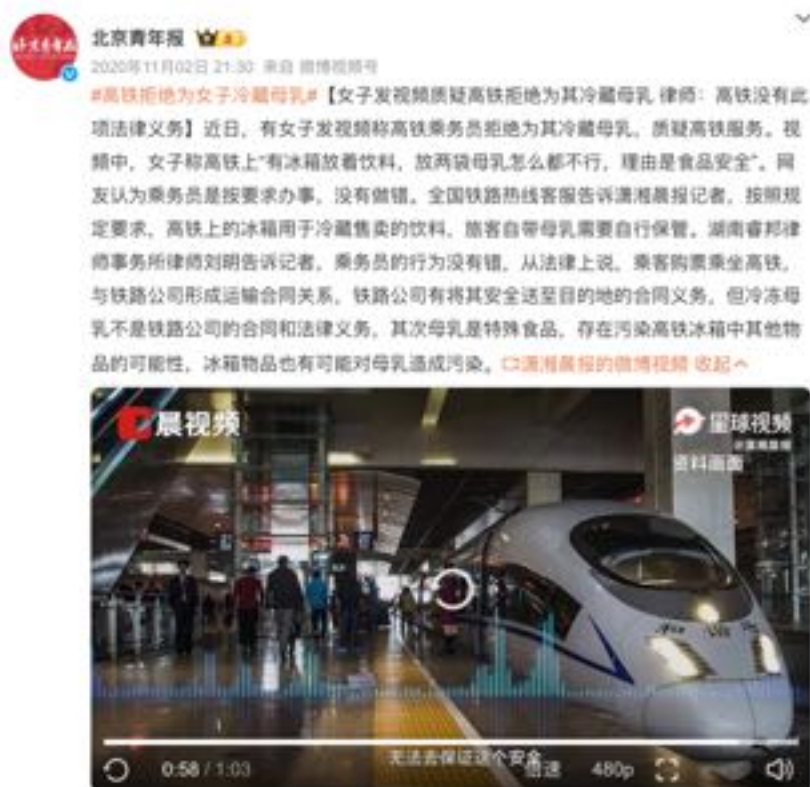 北京青年报
2020年11月02日 21:30 来自 微博视频号
#高铁拒绝为女子冷藏母乳#【女子发视频质疑高铁拒绝为其冷藏母乳 律师：高铁没有此
项法律义务】近日，有女子发视频称高铁乘务员拒绝为其冷藏母乳，质疑高铁服务。视
频中，女子称高铁上“有冰箱放着饮料，放两袋母乳怎么都不行，理由是食品安全”。网
友认为乘务员是按要求办事，没有做错。全国铁路热线客服告诉潇湘晨报记者，按照规
定要求，高铁上的冰箱用于冷藏售卖的饮料，旅客自带母乳需要自行保管。湖南睿邦律
师事务所律师刘明告诉记者，乘务员的行为没有错，从法律上说，乘客购票乘坐高铁，
与铁路公司形成运输合同关系，铁路公司有将其安全送至目的地的合同义务，但冷冻母
乳不是铁路公司的合同和法律义务，其次母乳是特殊食品，存在污染高铁冰箱中其他物
品的可能性，冰箱物品也有可能对母乳造成污染。潇湘晨报的微博视频 收起
晨视频
星球视频
资料画面
无法去保证这个安全
0:58 / 1:03
倍速
480p